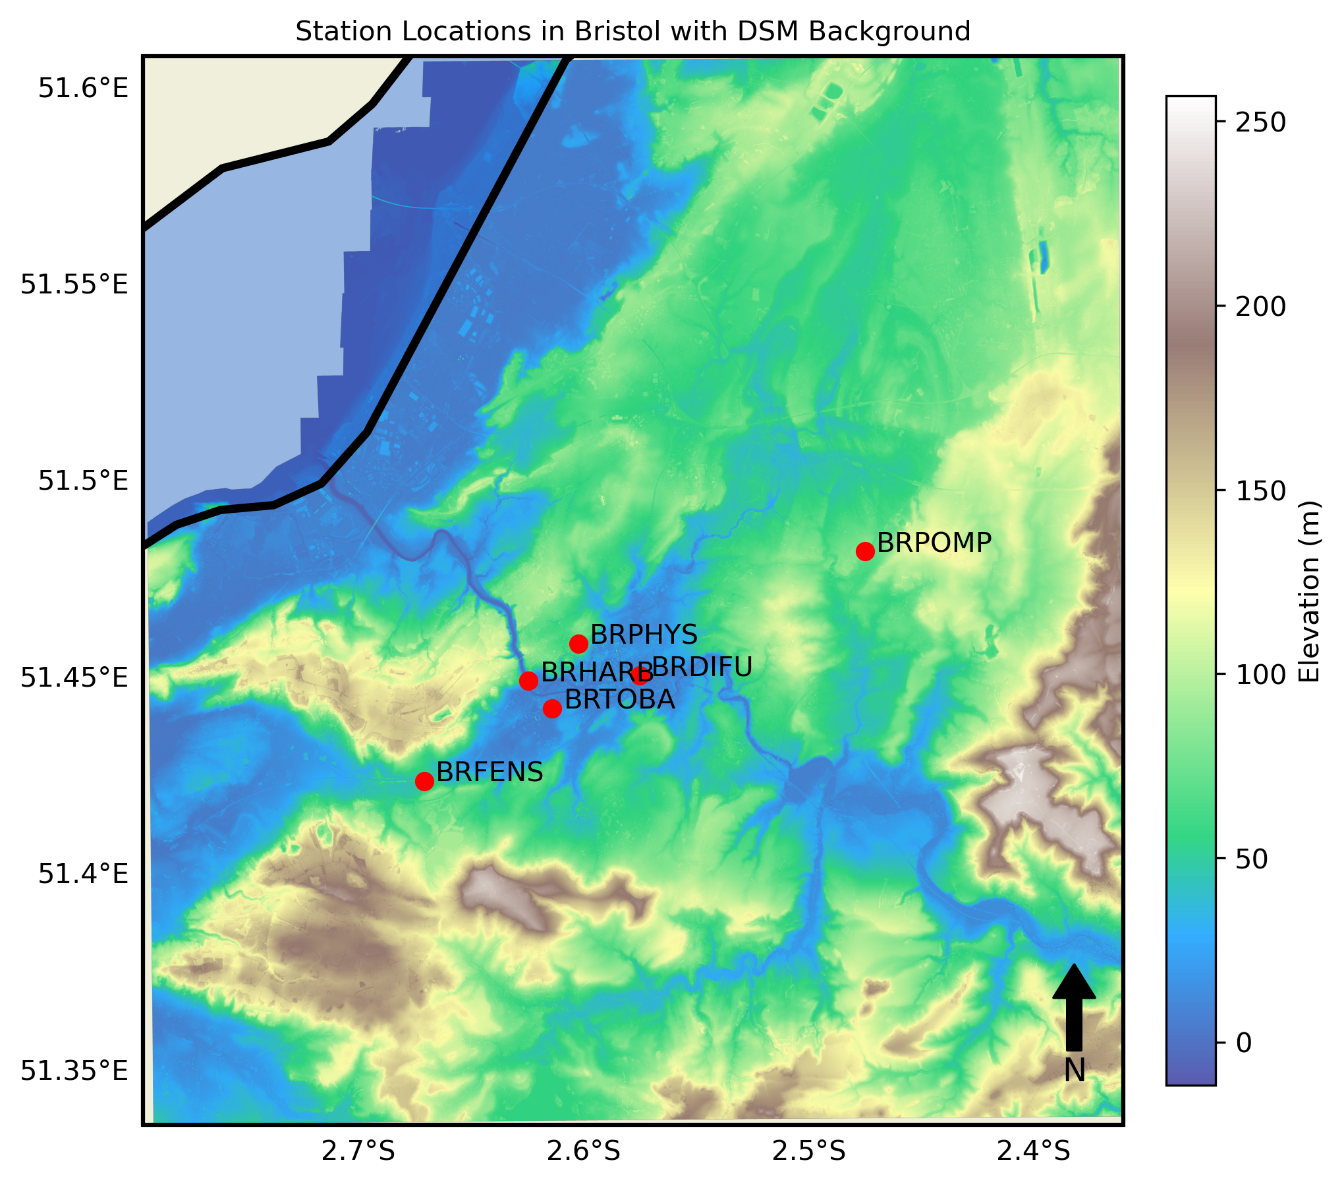 Station Locations in Bristol with DSM Background
51.6°E
51.55°E
51.5°E
51.45°E
51.4°E
51.35°E
BRPOMP
BRPHYS
BRHARB
BRDIFU
BRTOBA
BRFENS
N
2.7°S
2.6°S
2.5°S
2.4°S
250
200
150
100
50
0
Elevation (m)